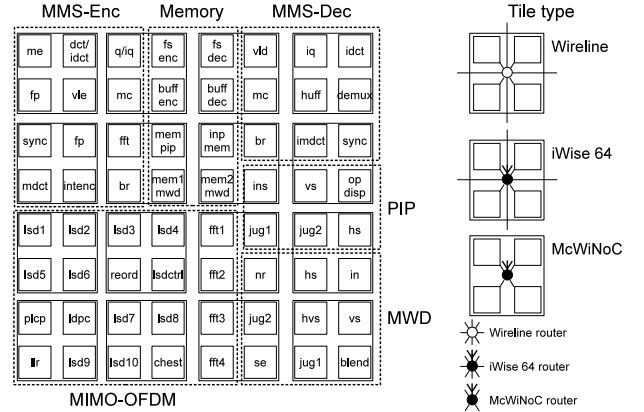 MMS-Enc Memory MMS-Dec Tile type
me dct/ idct q/iq fs enc fs dec vld iq idct
fp vle mc buff enc buff dec mc huff demux
sync fp fft mem pip inp mem br imdct sync
mdct intenc br mem1 mwd mem2 mwd ins vs op disp
lsd1 lsd2 lsd3 lsd4 fft1 jug1 jug2 hs
lsd5 lsd6 reord lsdctrl fft2 nr hs in
plcp ldpc lsd7 lsd8 fft3 jug2 hvs vs
llr lsd9 lsd10 chest fft4 se jug1 blend
PIP
MWD
MIMO-OFDM
Wireline
iWise 64
McWiNoC
Wireline router
iWise 64 router
McWiNoC router